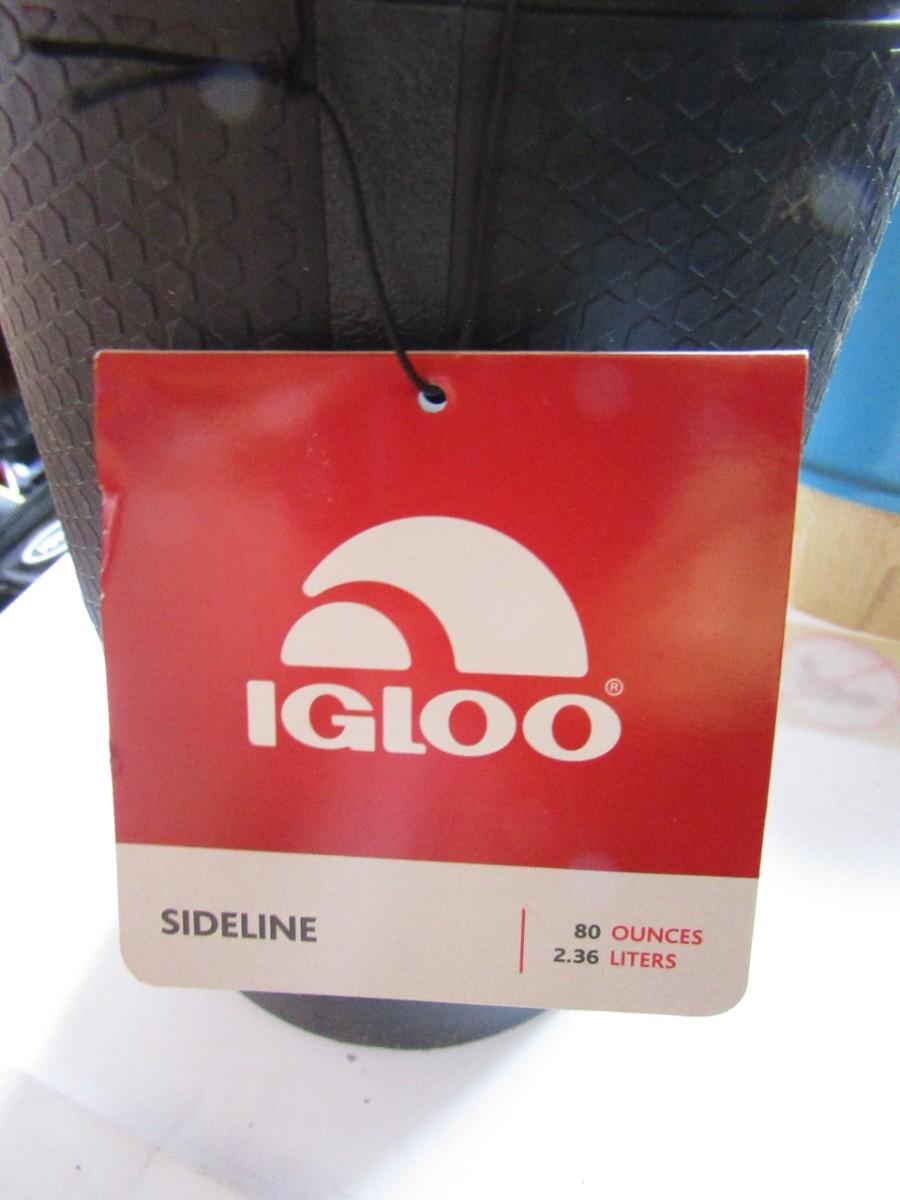 IGLOO®
SIDELINE
80 OUNCES
2.36 LITERS